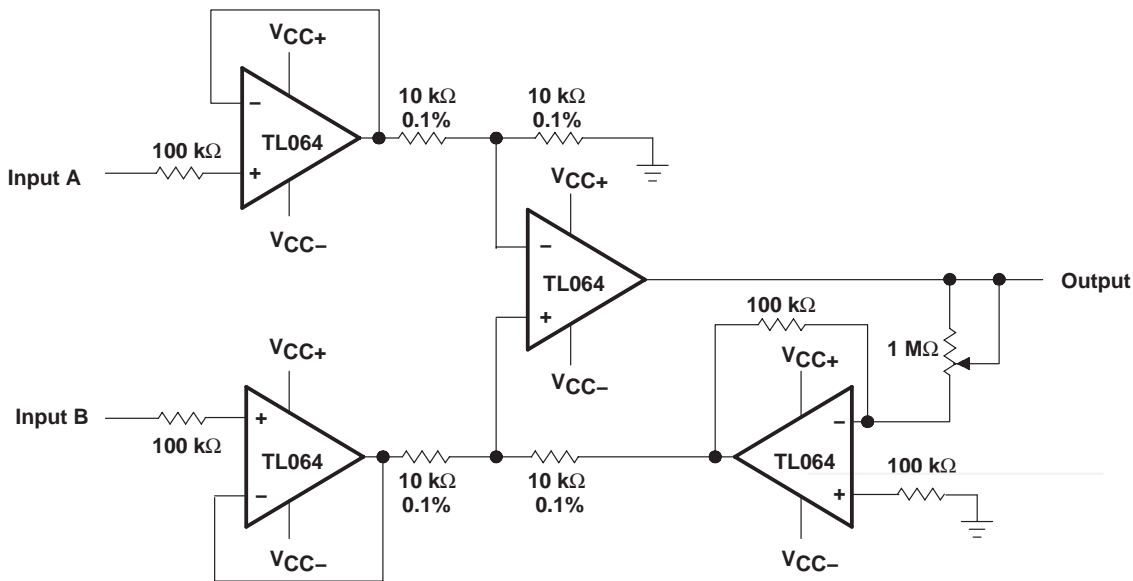 VCC+
10 kΩ
0.1%
10 kΩ
0.1%
−
TL064
100 kΩ
+
Input A
VCC−
VCC+
−
TL064
+
VCC−
Output
100 kΩ
1 MΩ
VCC+
VCC+
Input B
100 kΩ
+
TL064
−
10 kΩ
0.1%
10 kΩ
0.1%
VCC−
−
TL064
+
100 kΩ
VCC−